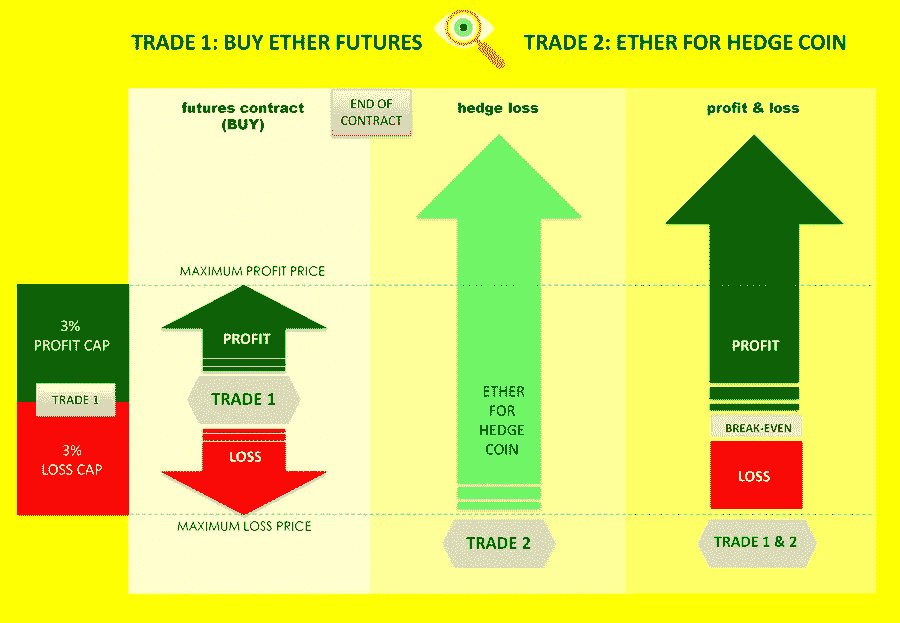 TRADE 1: BUY ETHER FUTURES
TRADE 2: ETHER FOR HEDGE COIN
futures contract
(BUY)
END OF
CONTRACT
hedge loss
profit & loss
MAXIMUM PROFIT PRICE
3%
PROFIT CAP
TRADE 1
3%
LOSS CAP
PROFIT
TRADE 1
LOSS
MAXIMUM LOSS PRICE
ETHER
FOR
HEDGE
COIN
TRADE 2
PROFIT
BREAK-EVEN
LOSS
TRADE 1 & 2